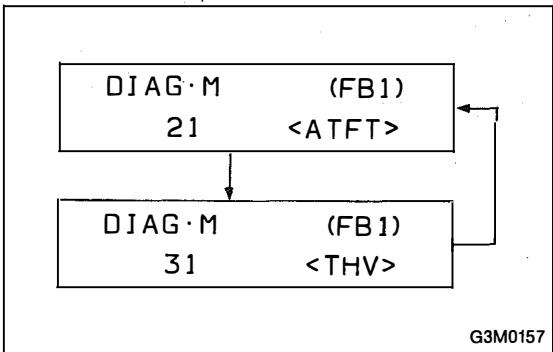 DIAG·M (FB1)
21 <ATFT>
DIAG·M (FB1)
31 <THV>
G3M0157